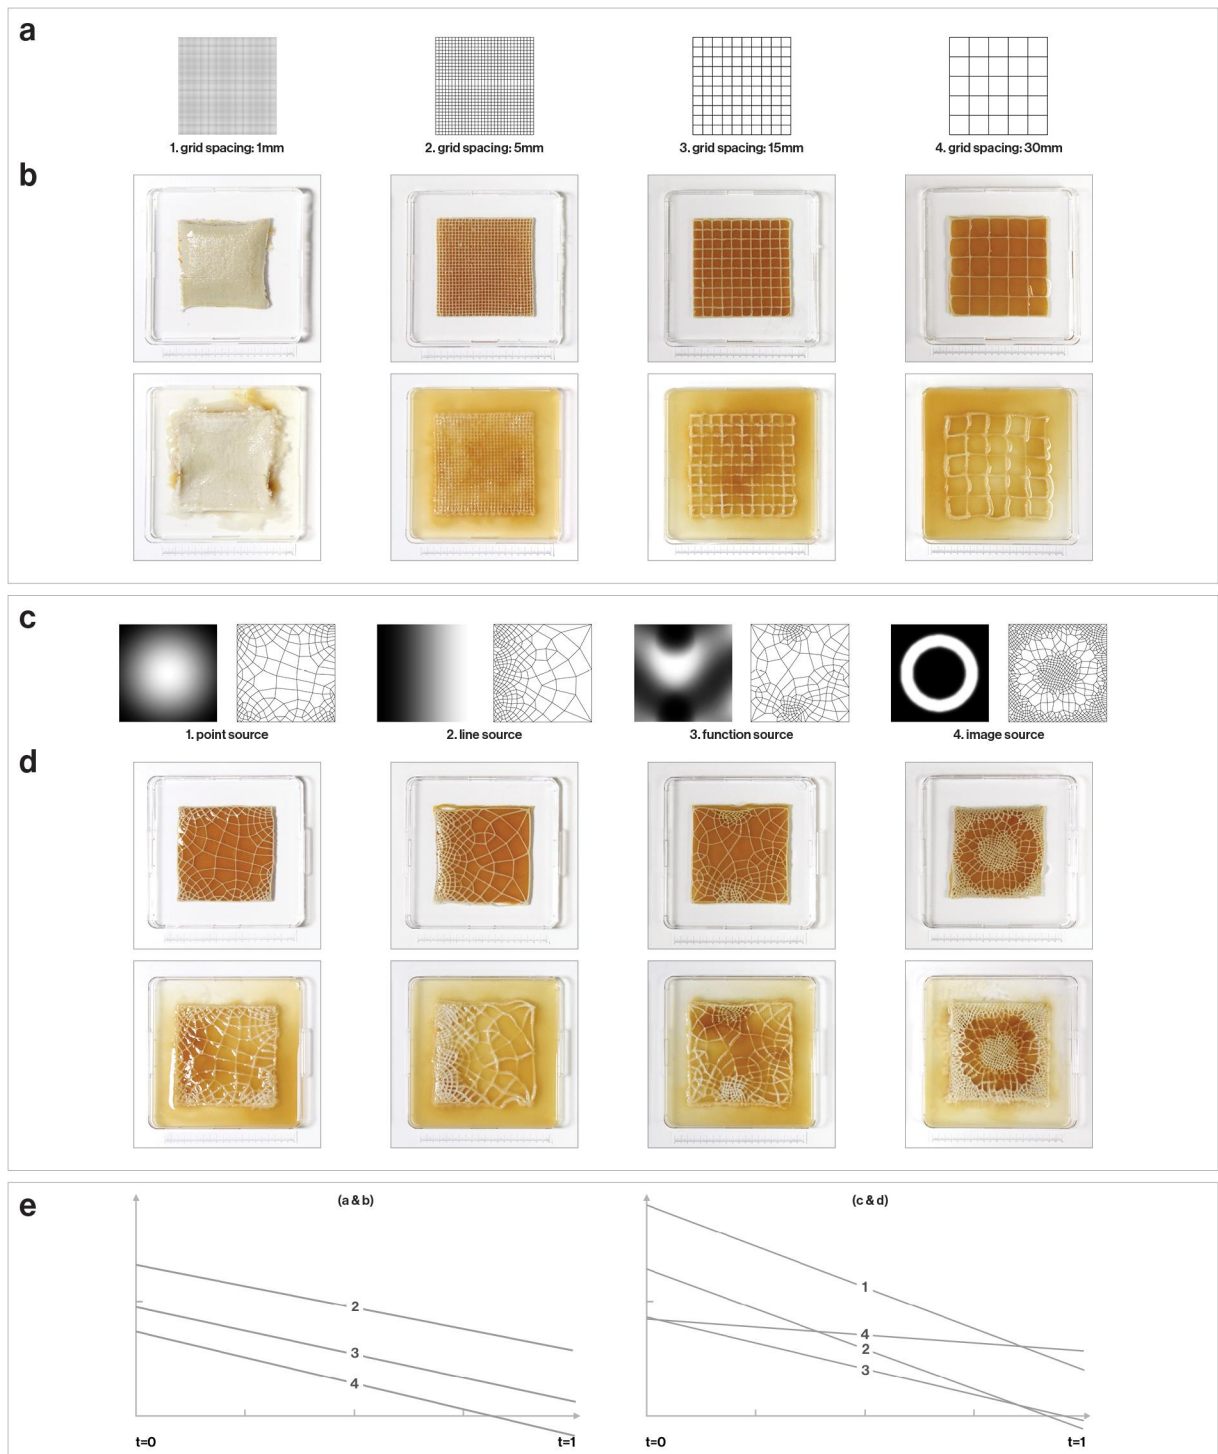 a
1. grid spacing: 1mm
2. grid spacing: 5mm
3. grid spacing: 15mm
4. grid spacing: 30mm
b
c
1. point source
2. line source
3. function source
4. image source
d
e
(a & b)
2
3
4
t=0
t=1
(c & d)
1
4
2
3
t=0
t=1